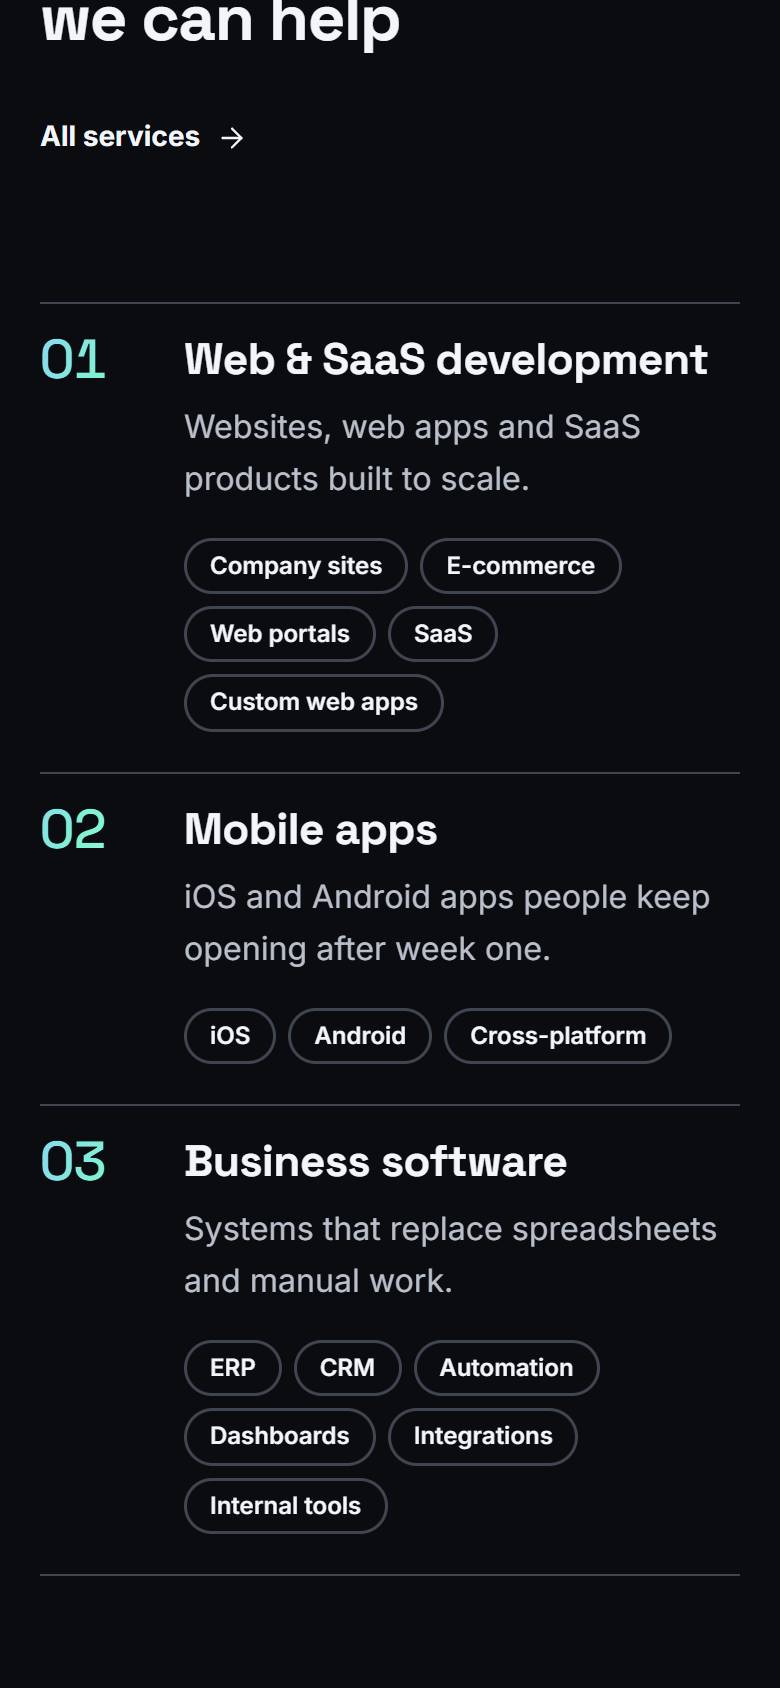 we can help
All services →
01
Web & SaaS development
Websites, web apps and SaaS
products built to scale.
Company sites
E-commerce
Web portals
SaaS
Custom web apps
02
Mobile apps
iOS and Android apps people keep
opening after week one.
iOS
Android
Cross-platform
03
Business software
Systems that replace spreadsheets
and manual work.
ERP
CRM
Automation
Dashboards
Integrations
Internal tools